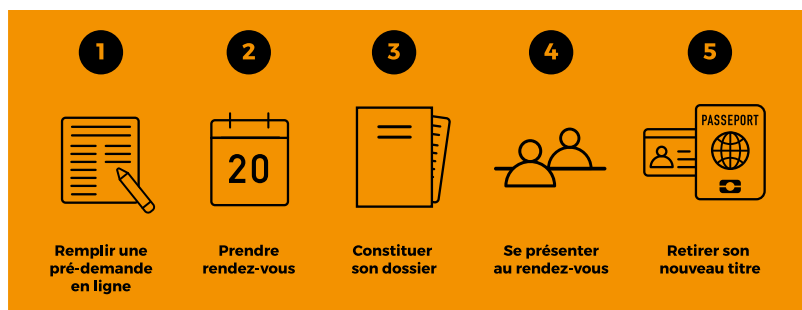 1
Remplir une
pré-demande
en ligne
2
20
Prendre
rendez-vous
3
Constituer
son dossier
4
Se présenter
au rendez-vous
5
PASSEPORT
Retirer son
nouveau titre